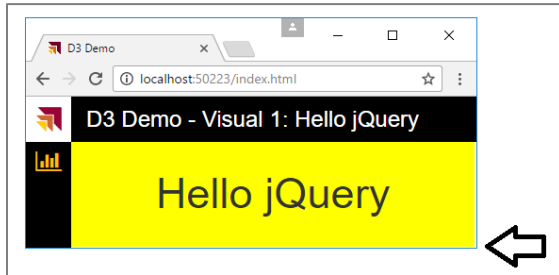 D3 Demo
localhost:50223/index.html
D3 Demo - Visual 1: Hello jQuery
Hello jQuery